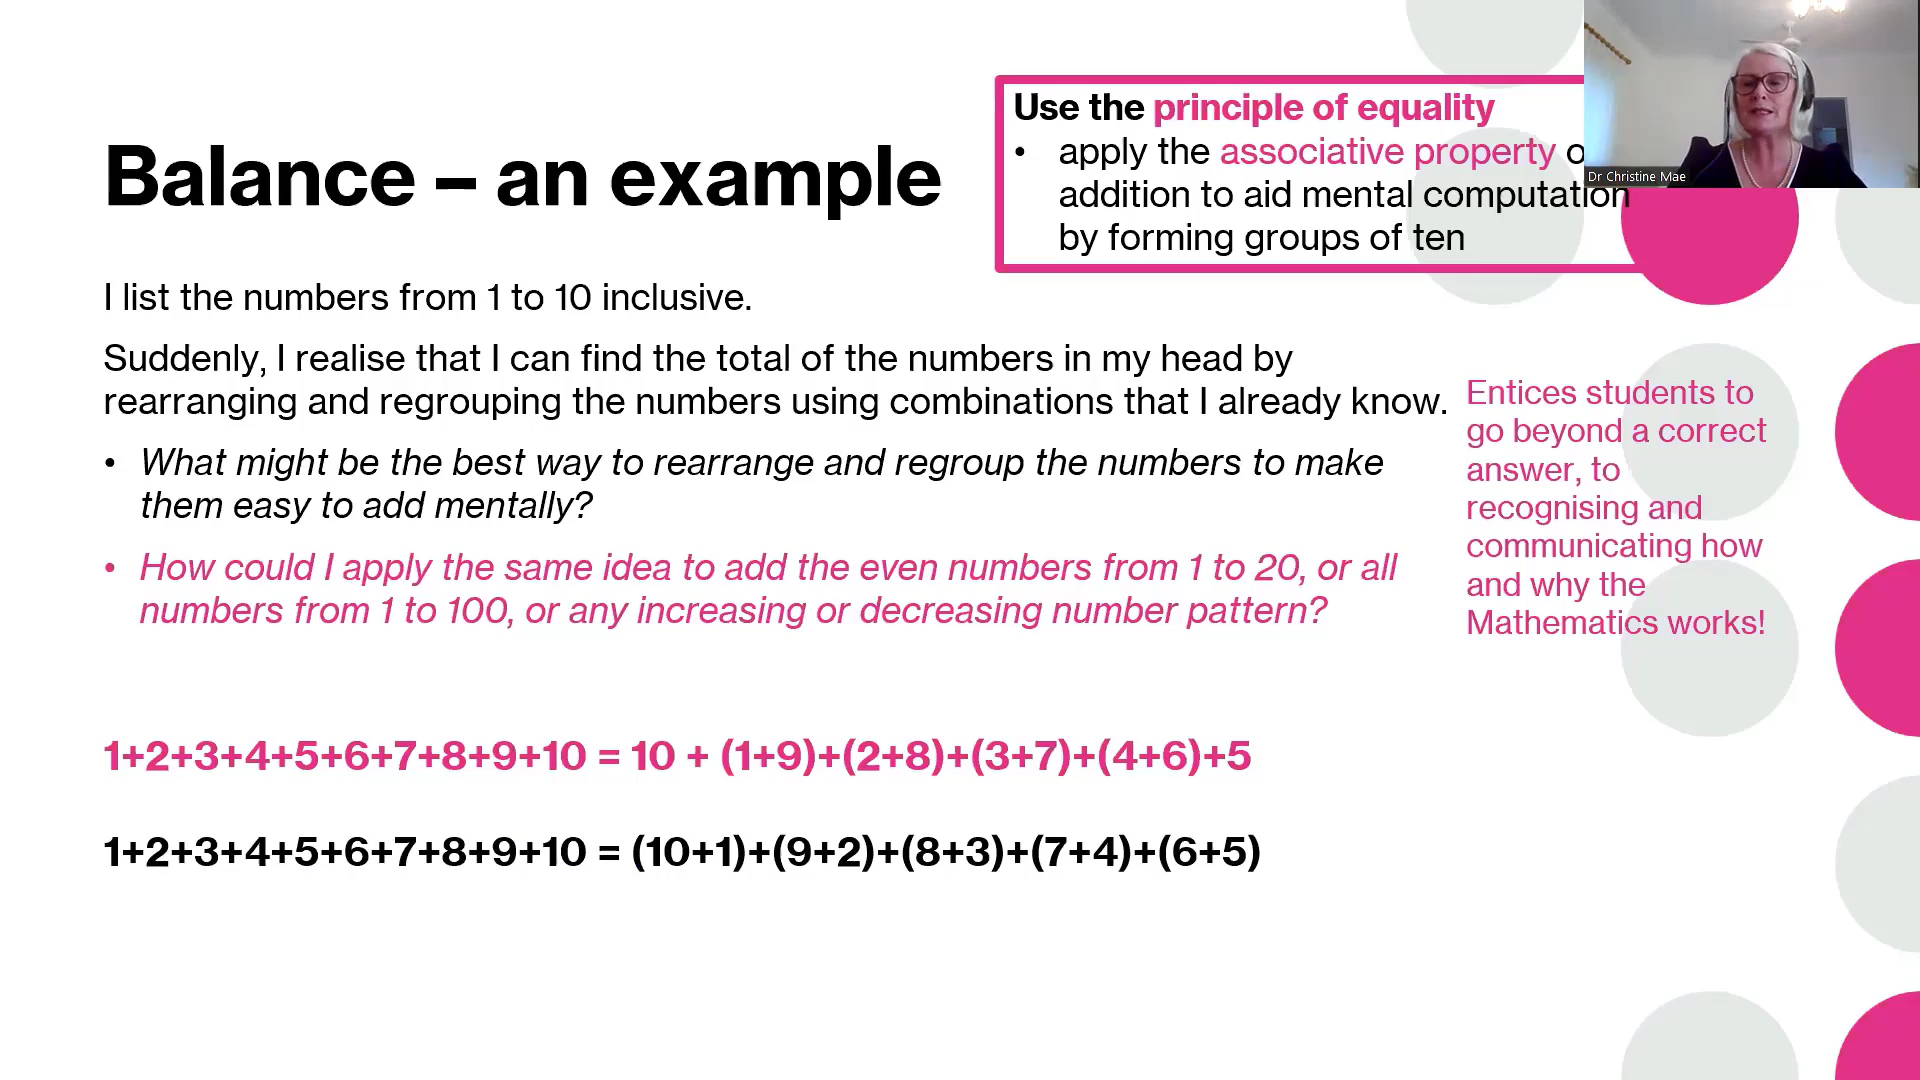 Balance – an example
Use the principle of equality
• apply the associative property
addition to aid mental computation
by forming groups of ten
Dr Christine Mae
I list the numbers from 1 to 10 inclusive.
Suddenly, I realise that I can find the total of the numbers in my head by
rearranging and regrouping the numbers using combinations that I already know.
• What might be the best way to rearrange and regroup the numbers to make
them easy to add mentally?
• How could I apply the same idea to add the even numbers from 1 to 20, or all
numbers from 1 to 100, or any increasing or decreasing number pattern?
Entices students to
go beyond a correct
answer, to
recognising and
communicating how
and why the
Mathematics works!
1+2+3+4+5+6+7+8+9+10 = 10 + (1+9)+(2+8)+(3+7)+(4+6)+5
1+2+3+4+5+6+7+8+9+10 = (10+1)+(9+2)+(8+3)+(7+4)+(6+5)